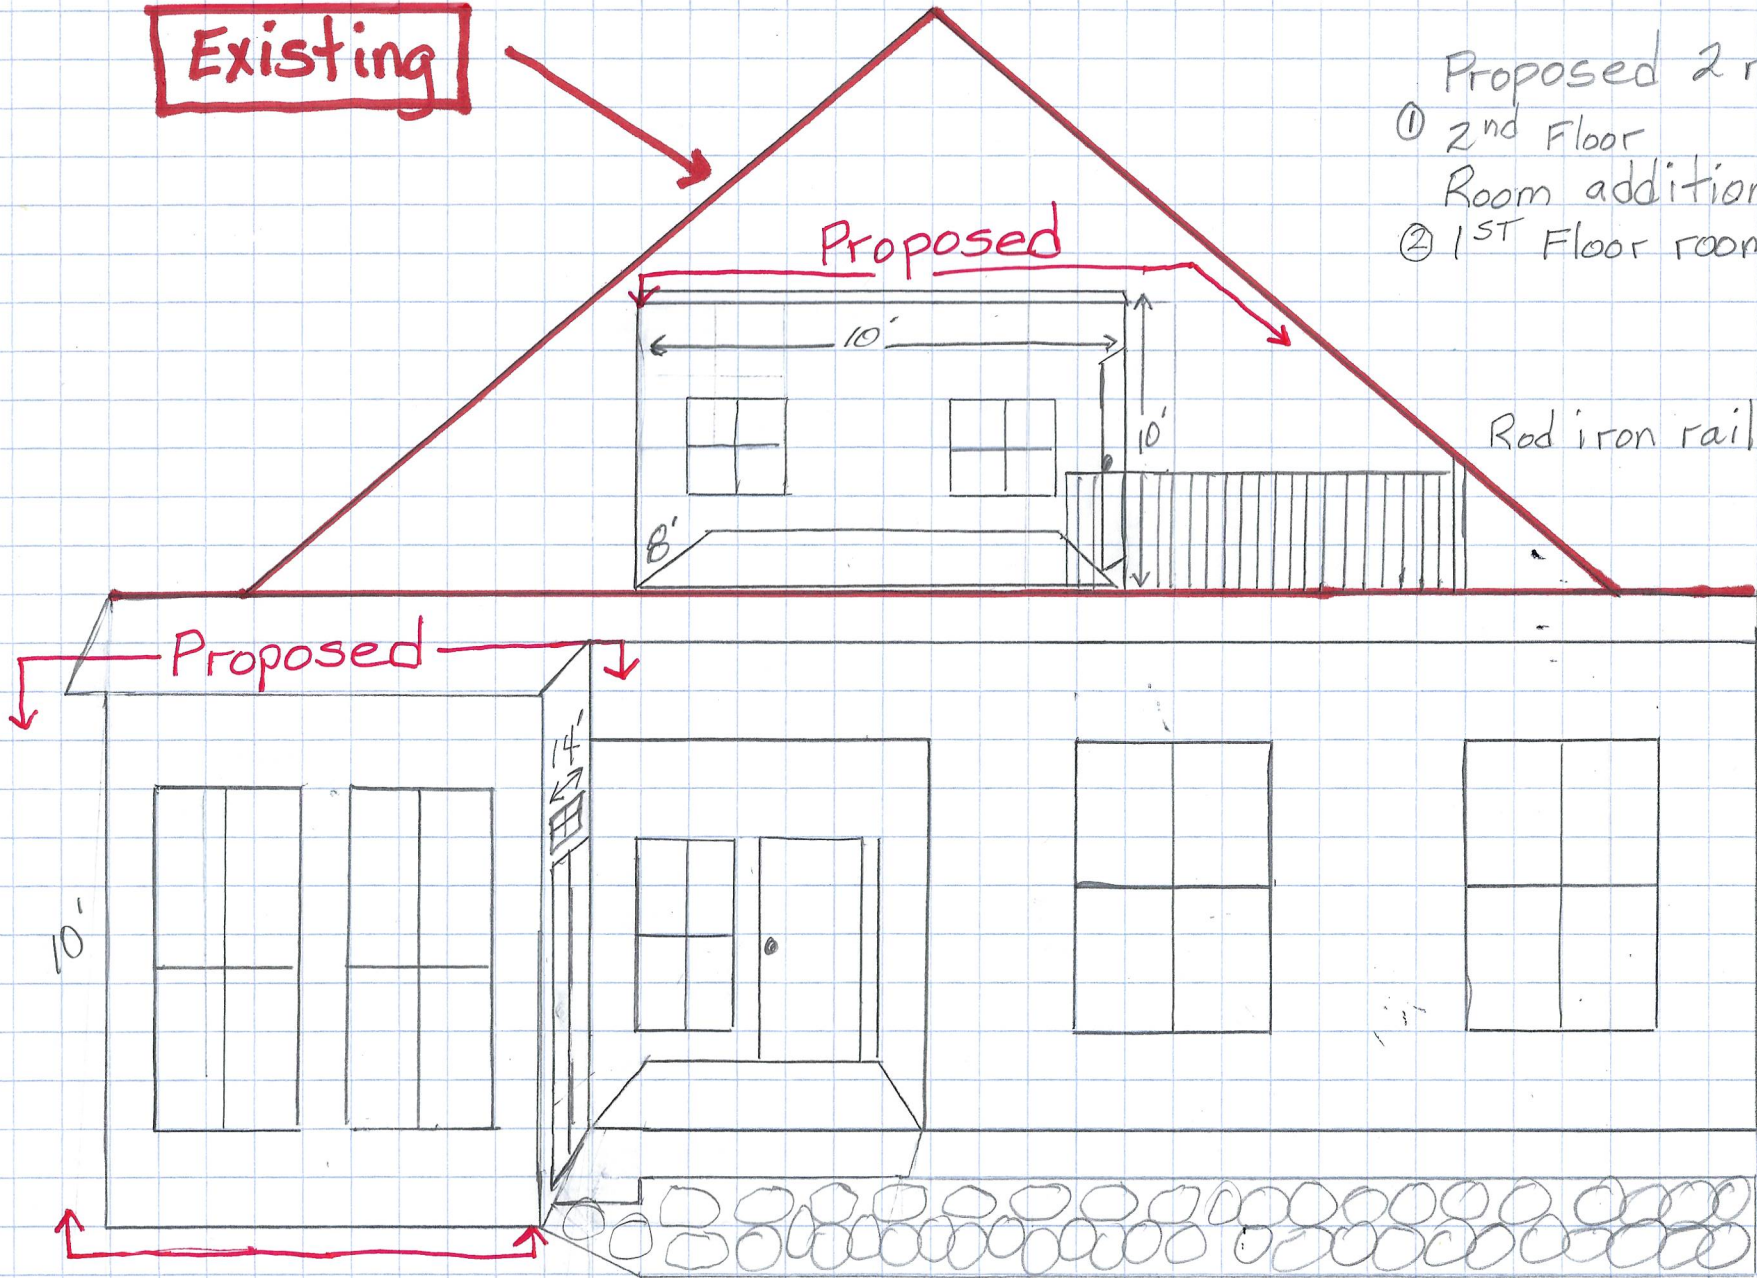 Existing
Proposed 2 r
① 2nd Floor
Room addition
② 1ST Floor room
Proposed
10'
10'
Rod iron rail
8'
Proposed
14'
10'